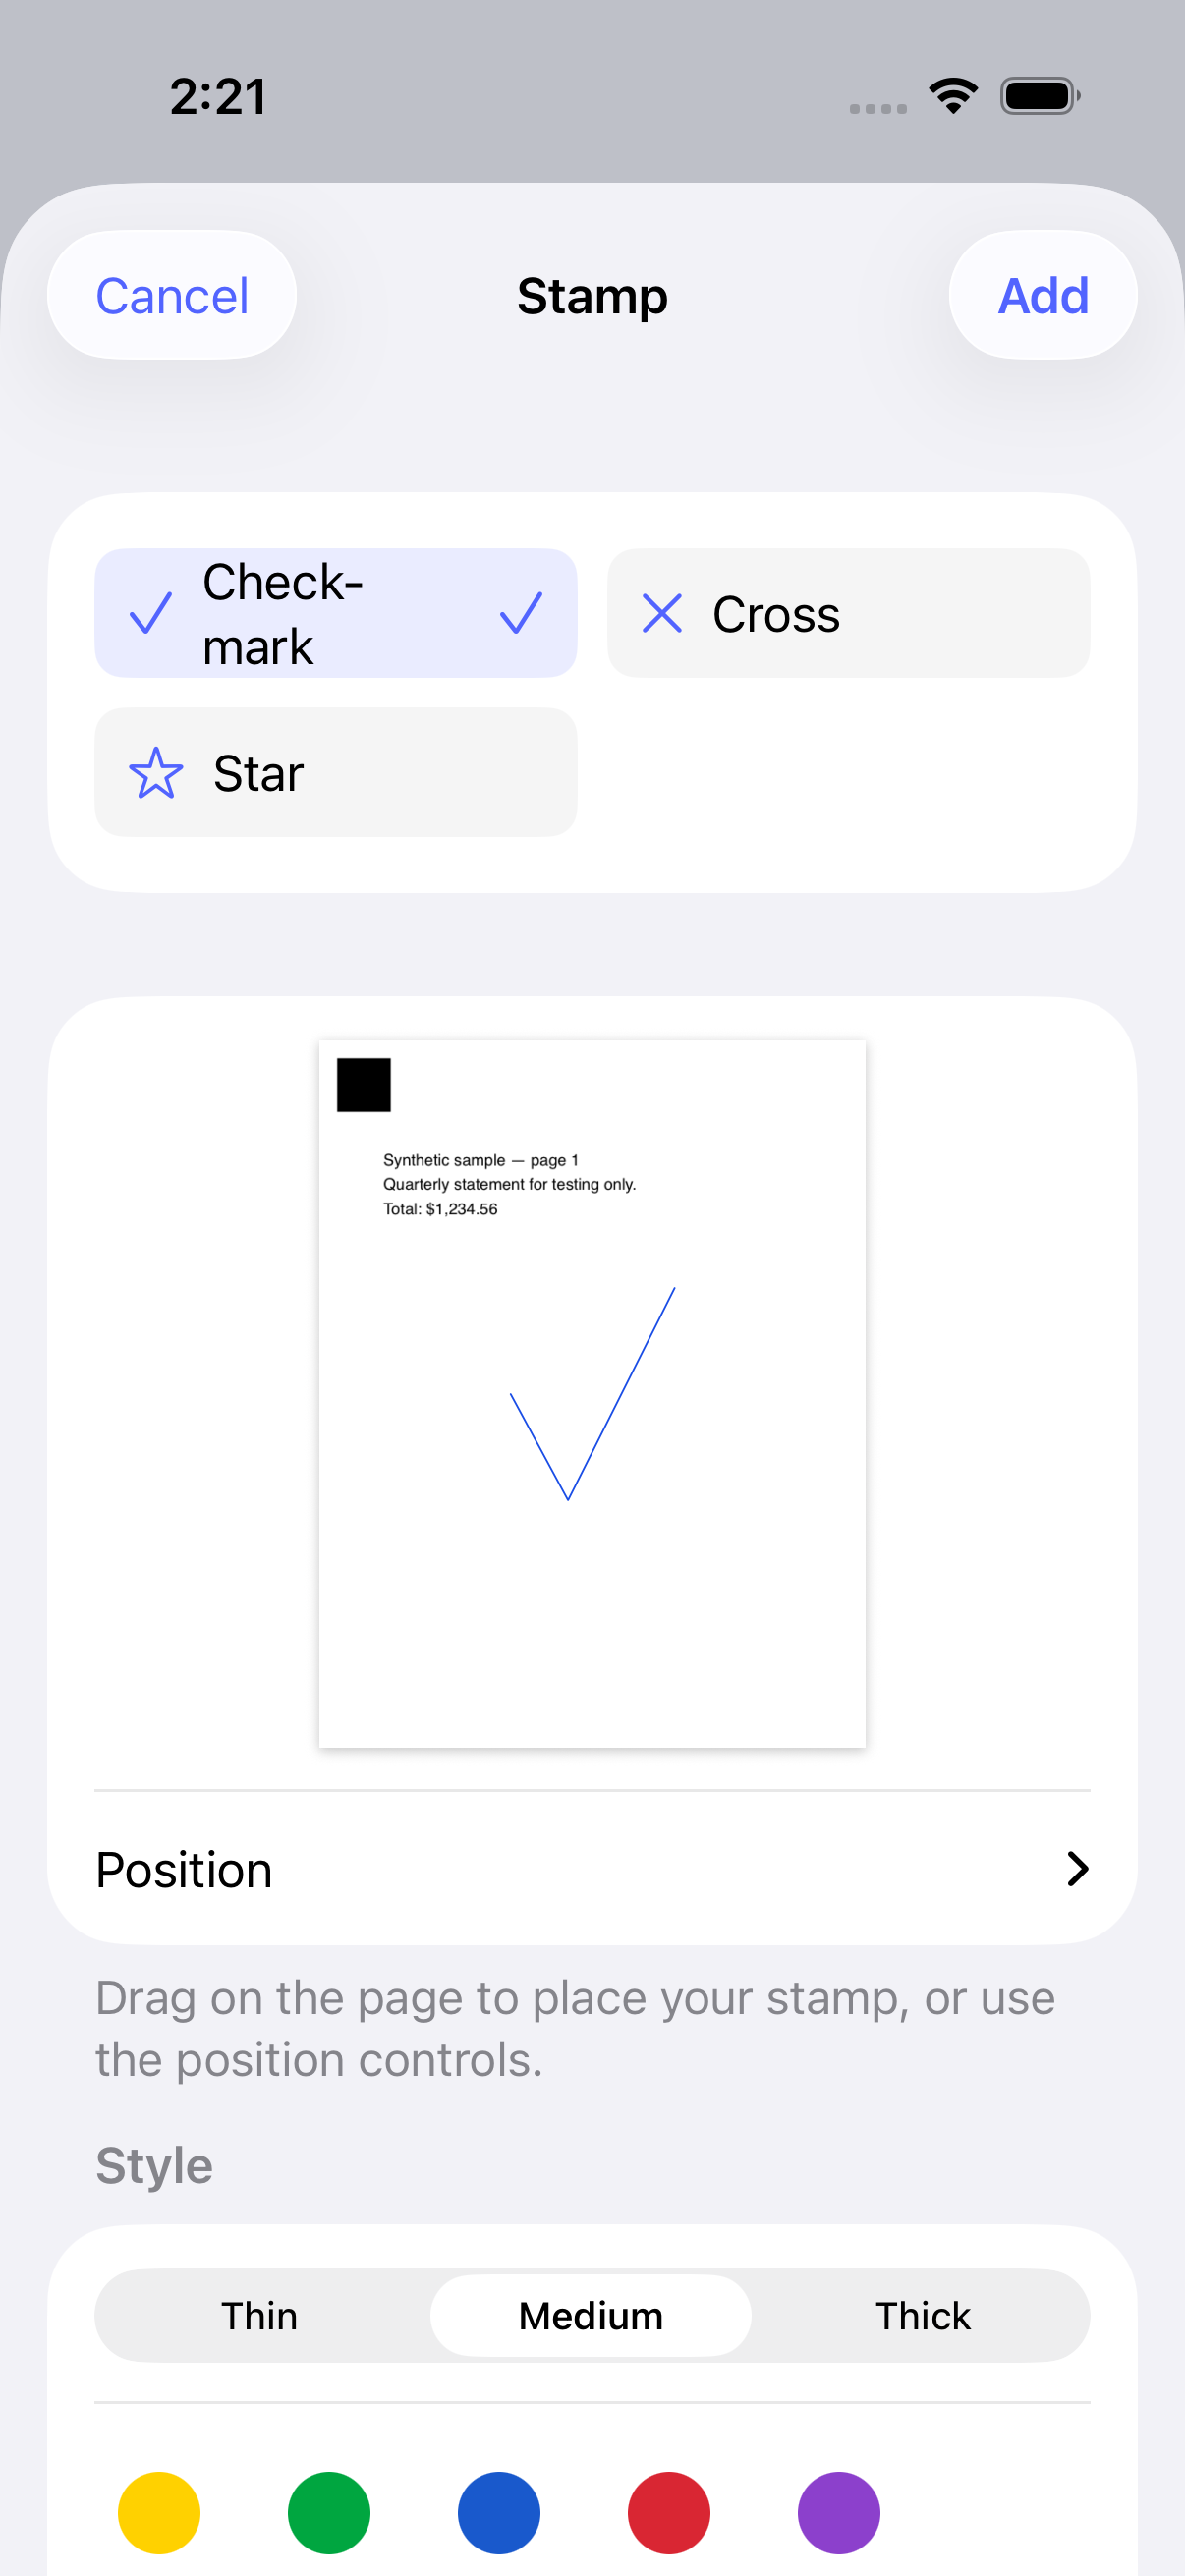 2:21
Cancel
Stamp
Add
Check-
mark
Cross
Star
Synthetic sample — page 1
Quarterly statement for testing only.
Total: $1,234.56
Position
Drag on the page to place your stamp, or use
the position controls.
Style
Thin
Medium
Thick